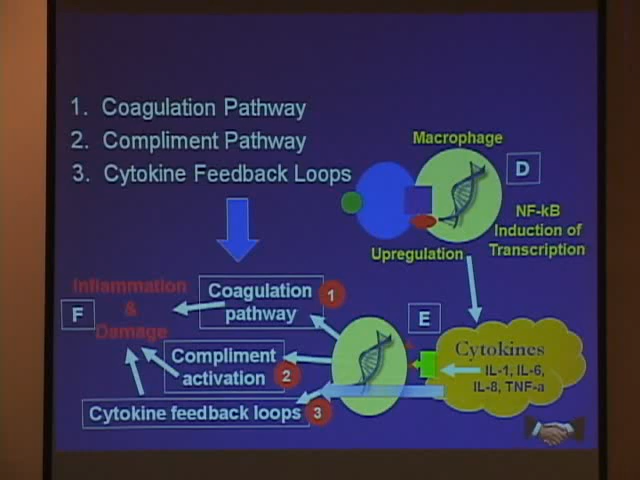 1. Coagulation Pathway
2. Compliment Pathway
3. Cytokine Feedback Loops
Macrophage
D
NF-kB
Induction of
Transcription
Upregulation
Inflammation
&
Damage
F
Coagulation
pathway
1
E
Compliment
activation
2
Cytokine feedback loops
3
Cytokines
IL-1, IL-6,
IL-8, TNF-a